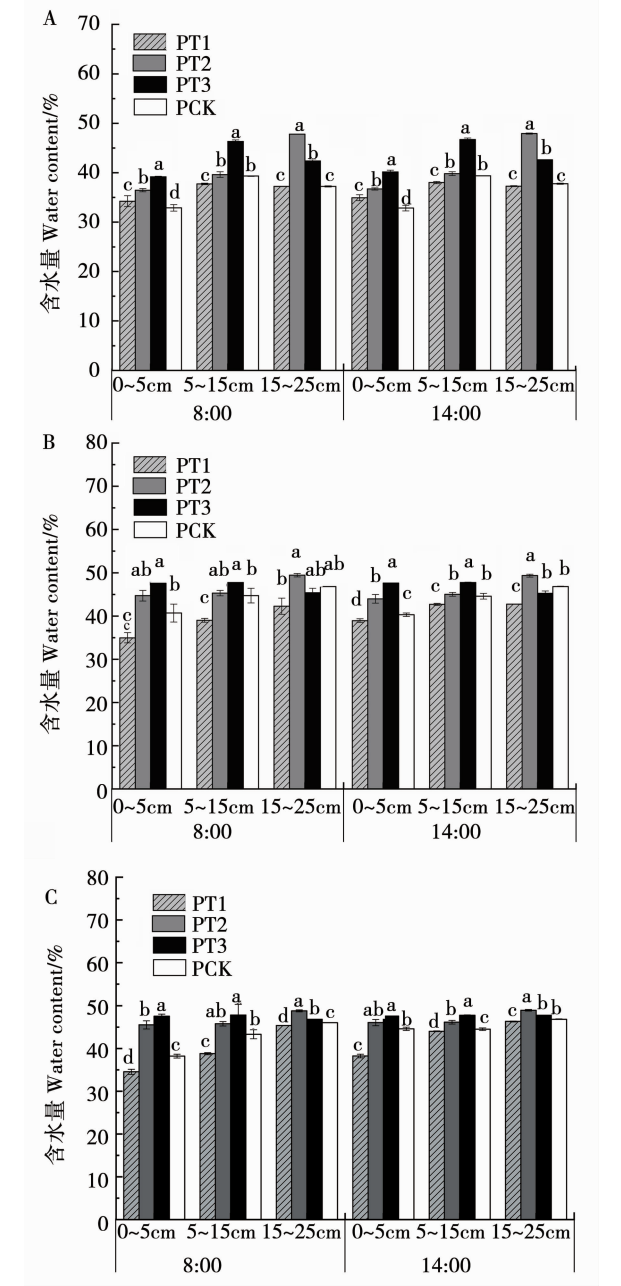 A
70
60
50
40
30
20
10
0
含水量 Water content/%
PT1
PT2
PT3
PCK
c b a d
c b a b
c a b c
c b a d
c b a b
c a b c
0~5cm 5~15cm 15~25cm 0~5cm 5~15cm 15~25cm
8:00 14:00
B
80
70
60
50
40
30
20
10
0
含水量 Water content/%
PT1
PT2
PT3
PCK
c c ab a b
c ab a b
b a ab ab
d b a c
c b a b
c a b b
0~5cm 5~15cm 15~25cm 0~5cm 5~15cm 15~25cm
8:00 14:00
C
80
70
60
50
40
30
20
10
0
含水量 Water content/%
PT1
PT2
PT3
PCK
d b a c
c ab a b
d a b c
c ab a b
d b a c
c a b b
0~5cm 5~15cm 15~25cm 0~5cm 5~15cm 15~25cm
8:00 14:00